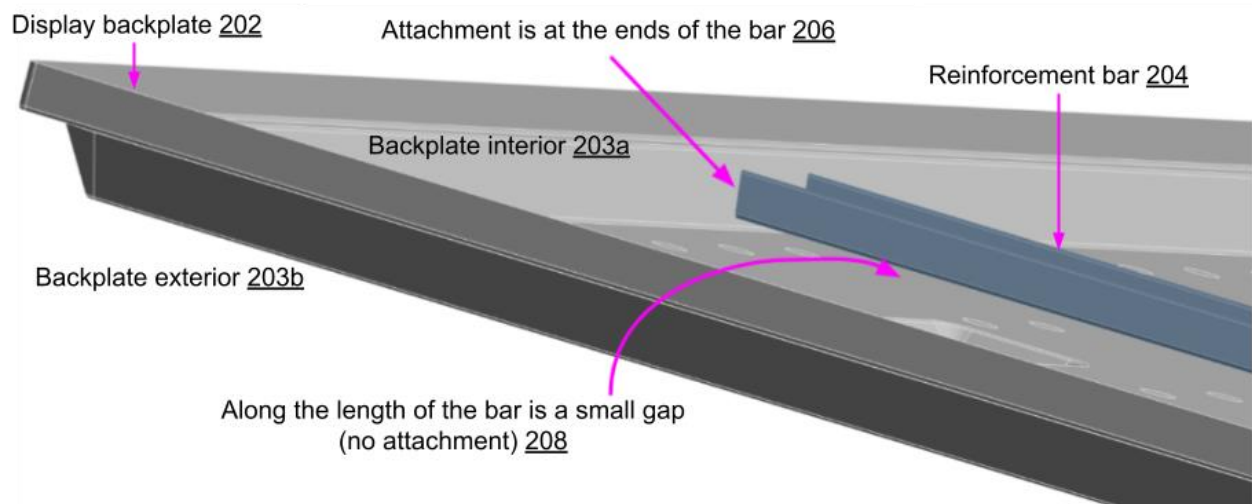 Display backplate 202
Attachment is at the ends of the bar 206
Reinforcement bar 204
Backplate interior 203a
Backplate exterior 203b
Along the length of the bar is a small gap
(no attachment) 208